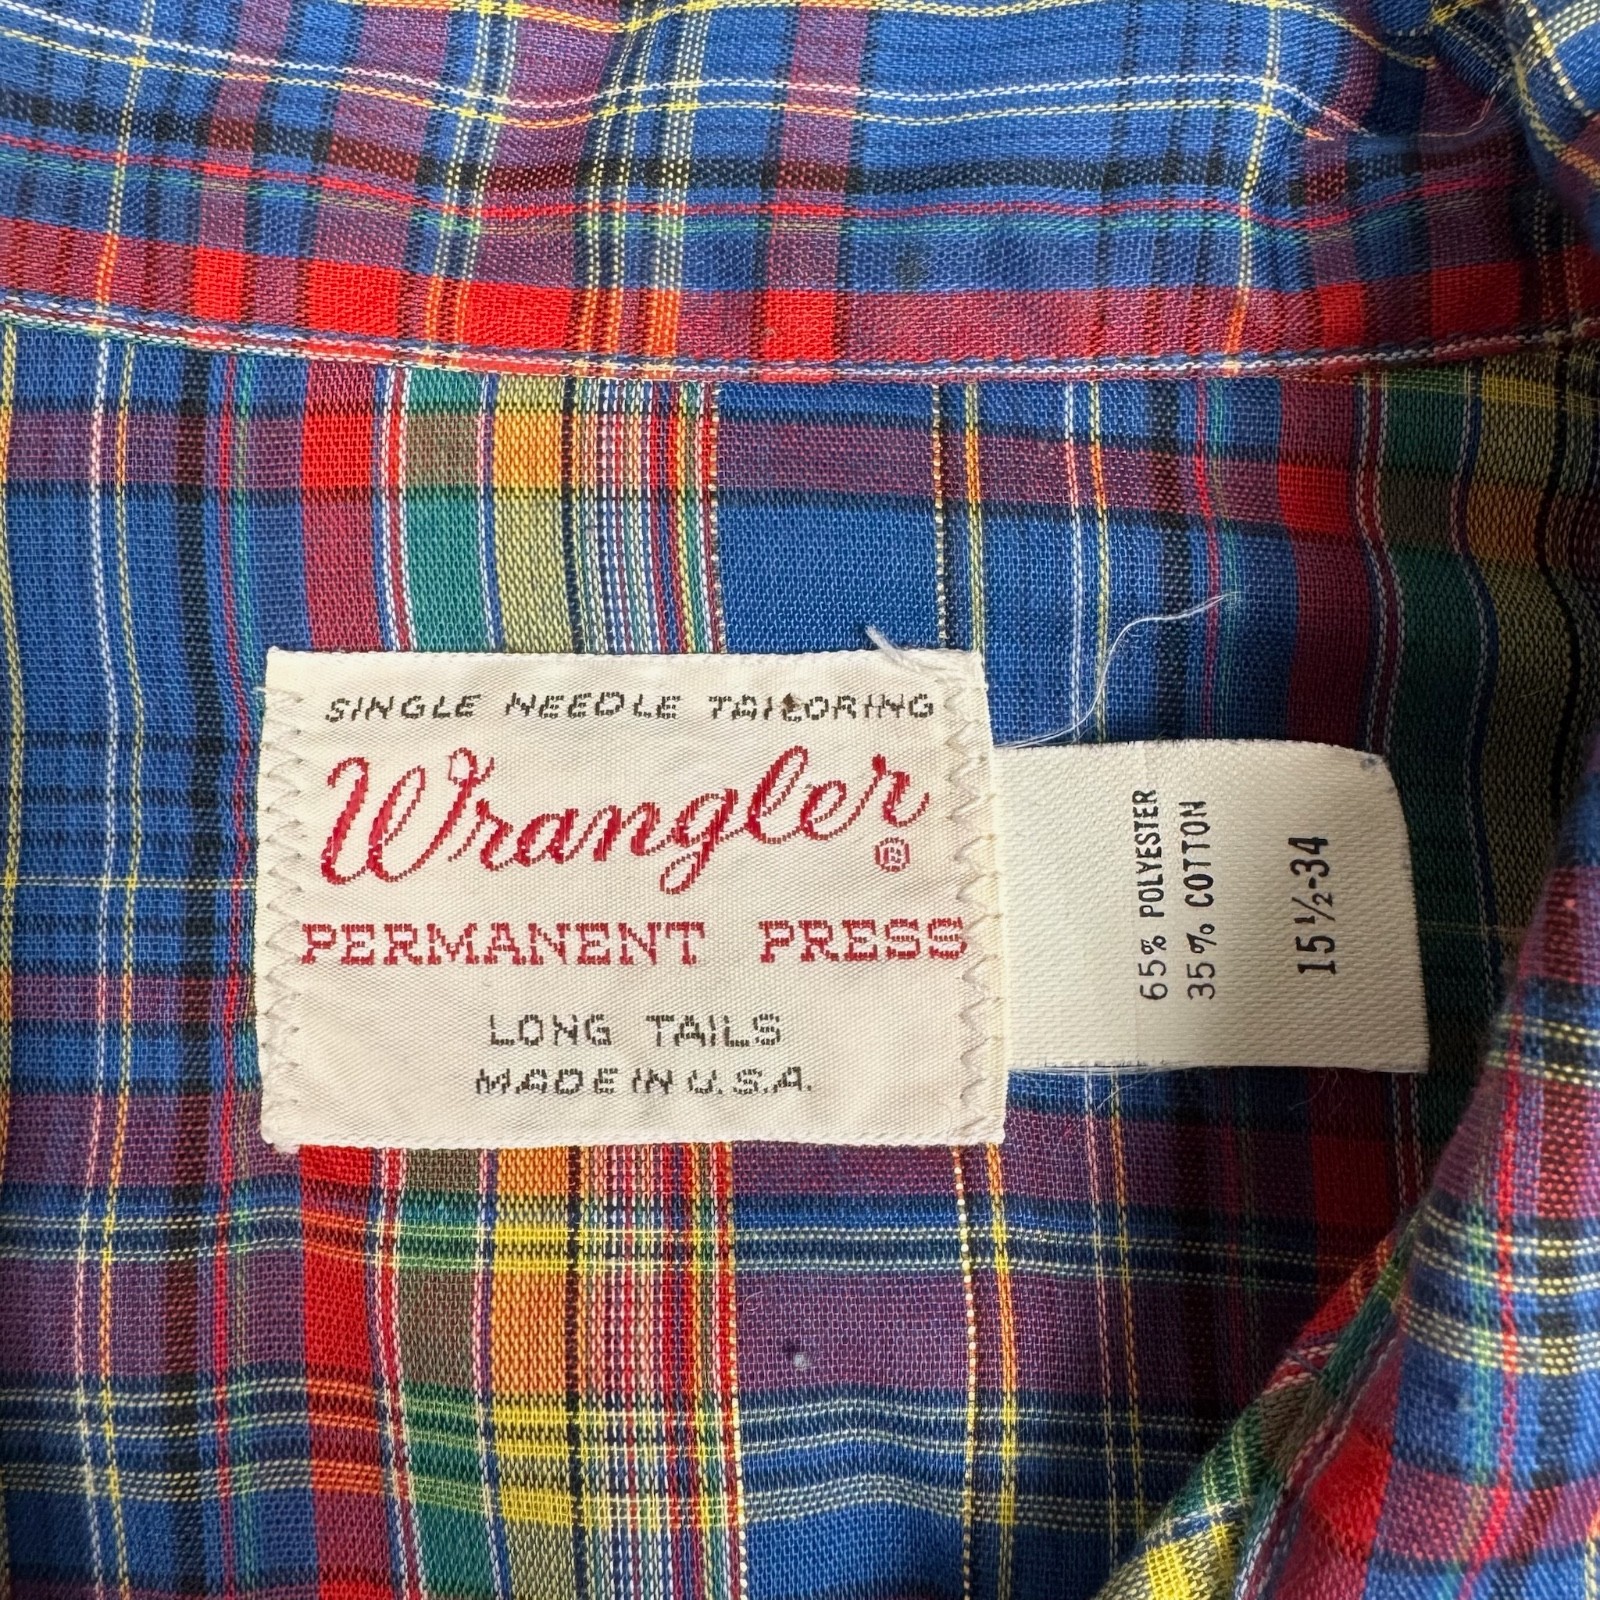 SINGLE NEEDLE TAILORING
Wrangler®
PERMANENT PRESS
LONG TAILS
MADE IN U.S.A.
65% POLYESTER
35% COTTON
15½-34